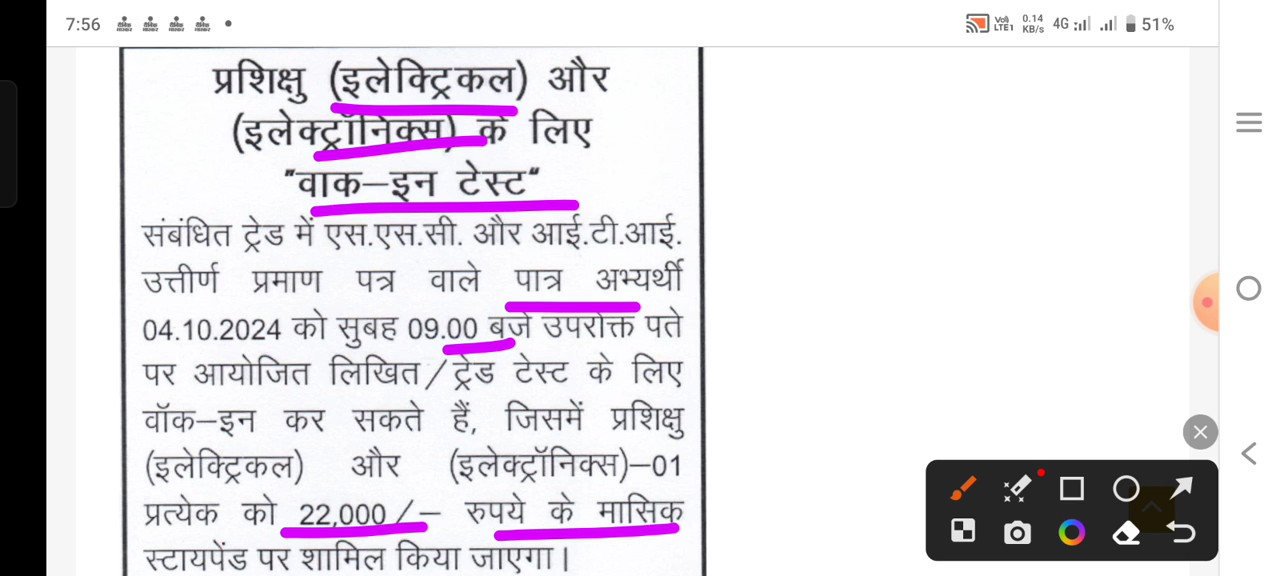 7:56
Vo)
LTE1
0.14
KB/s
4G
51%
प्रशिक्षु (इलेक्ट्रिकल) और
(इलेक्ट्रॉनिक्स) के लिए
"वाक–इन टेस्ट"
संबंधित ट्रेड में एस.एस.सी. और आई.टी.आई.
उत्तीर्ण प्रमाण पत्र वाले पात्र अभ्यर्थी
04.10.2024 को सुबह 09.00 बजे उपरोक्त पते
पर आयोजित लिखित/ट्रेड टेस्ट के लिए
वॉक–इन कर सकते हैं, जिसमें प्रशिक्षु
(इलेक्ट्रिकल) और (इलेक्ट्रॉनिक्स)–01
प्रत्येक को 22,000/– रुपये के मासिक
स्टायपेंड पर शामिल किया जाएगा।